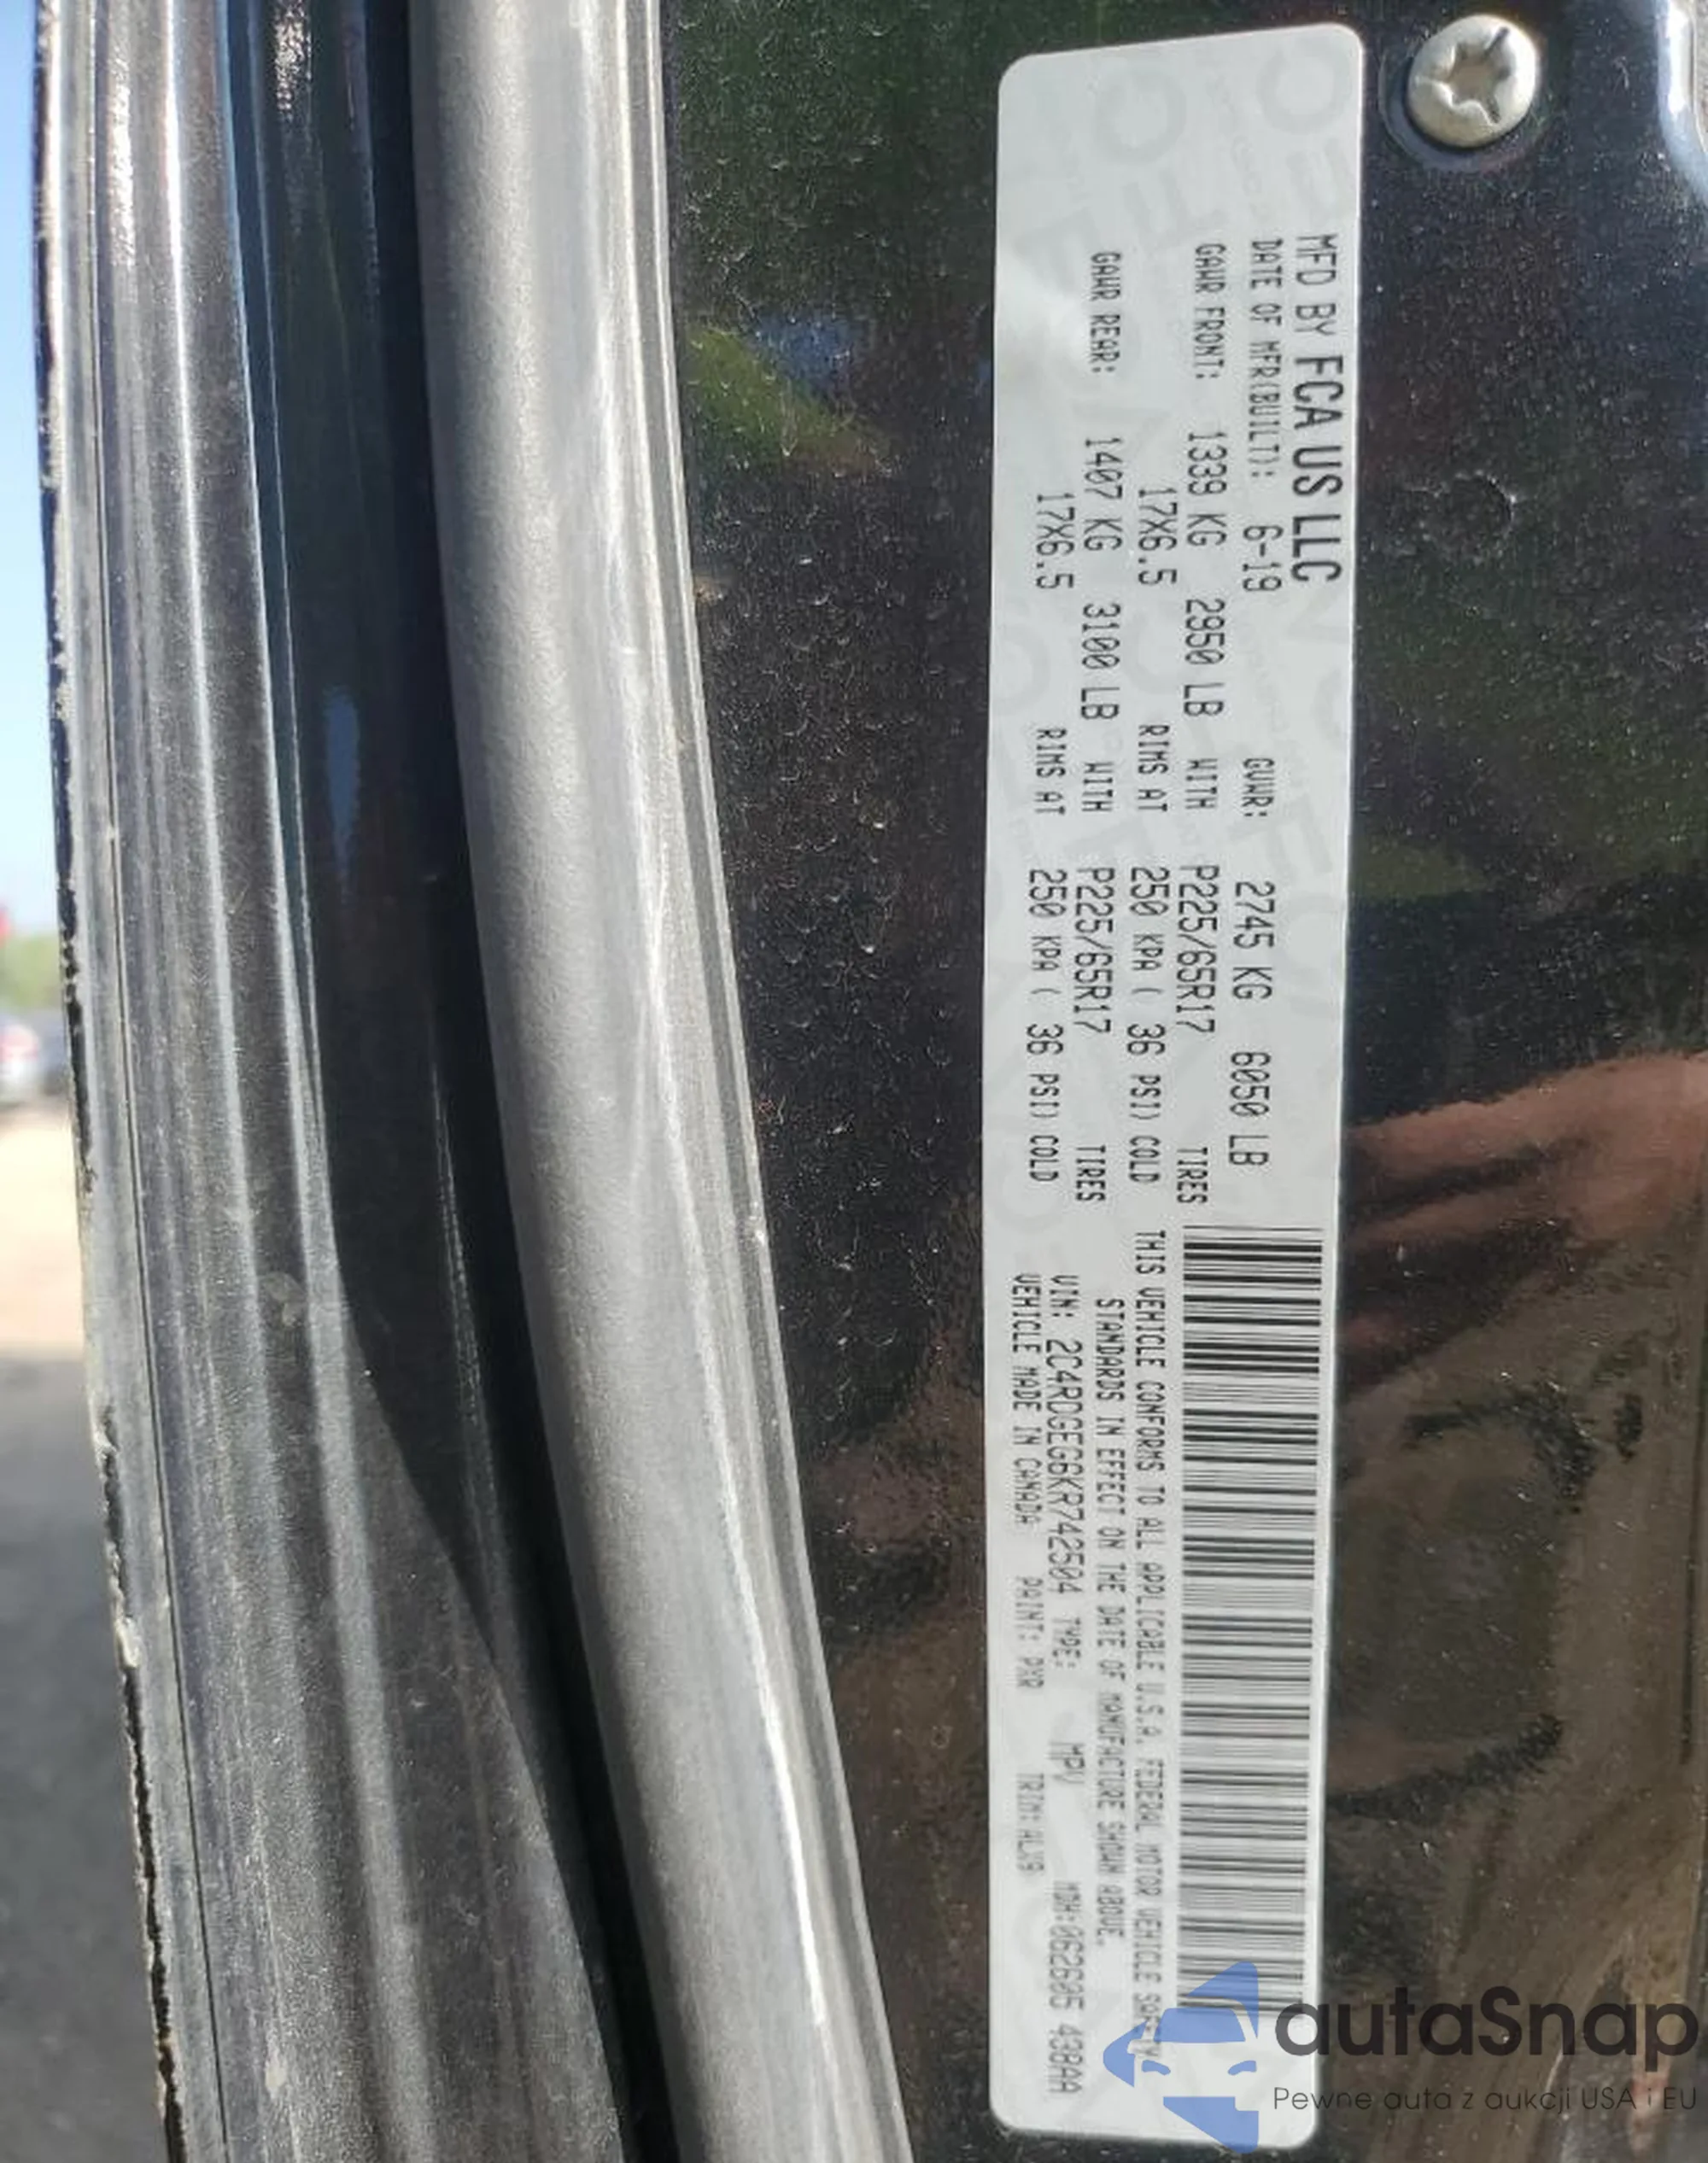 MFD BY FCA US LLC
DATE OF MFR(BUILT): 6-19 GVWR: 2745 KG 6050 LB
GAWR FRONT: 1339 KG 2950 LB WITH P225/65R17 TIRES
17X6.5 RIMS AT 250 KPA ( 36 PSI) COLD
GAWR REAR: 1407 KG 3100 LB WITH P225/65R17 TIRES
17X6.5 RIMS AT 250 KPA ( 36 PSI) COLD
THIS VEHICLE CONFORMS TO ALL APPLICABLE U.S.A. FEDERAL MOTOR VEHICLE SAFETY
STANDARDS IN EFFECT ON THE DATE OF MANUFACTURE SHOWN ABOVE.
VIN: 2C4RDGEG6KR742504 TYPE: MPV MDH:062605 438AA
VEHICLE MADE IN CANADA PAINT: PXR TRIM:
autaSnap
Pewne auta z aukcji USA i EU